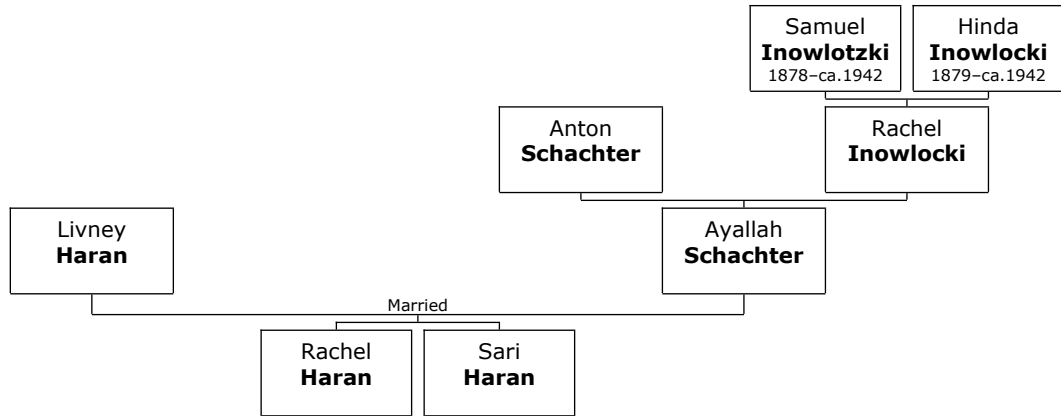 Samuel
Inowlotzki
1878–ca.1942
Hinda
Inowlocki
1879–ca.1942
Anton
Schachter
Rachel
Inowlocki
Livney
Haran
Ayallah
Schachter
Married
Rachel
Haran
Sari
Haran